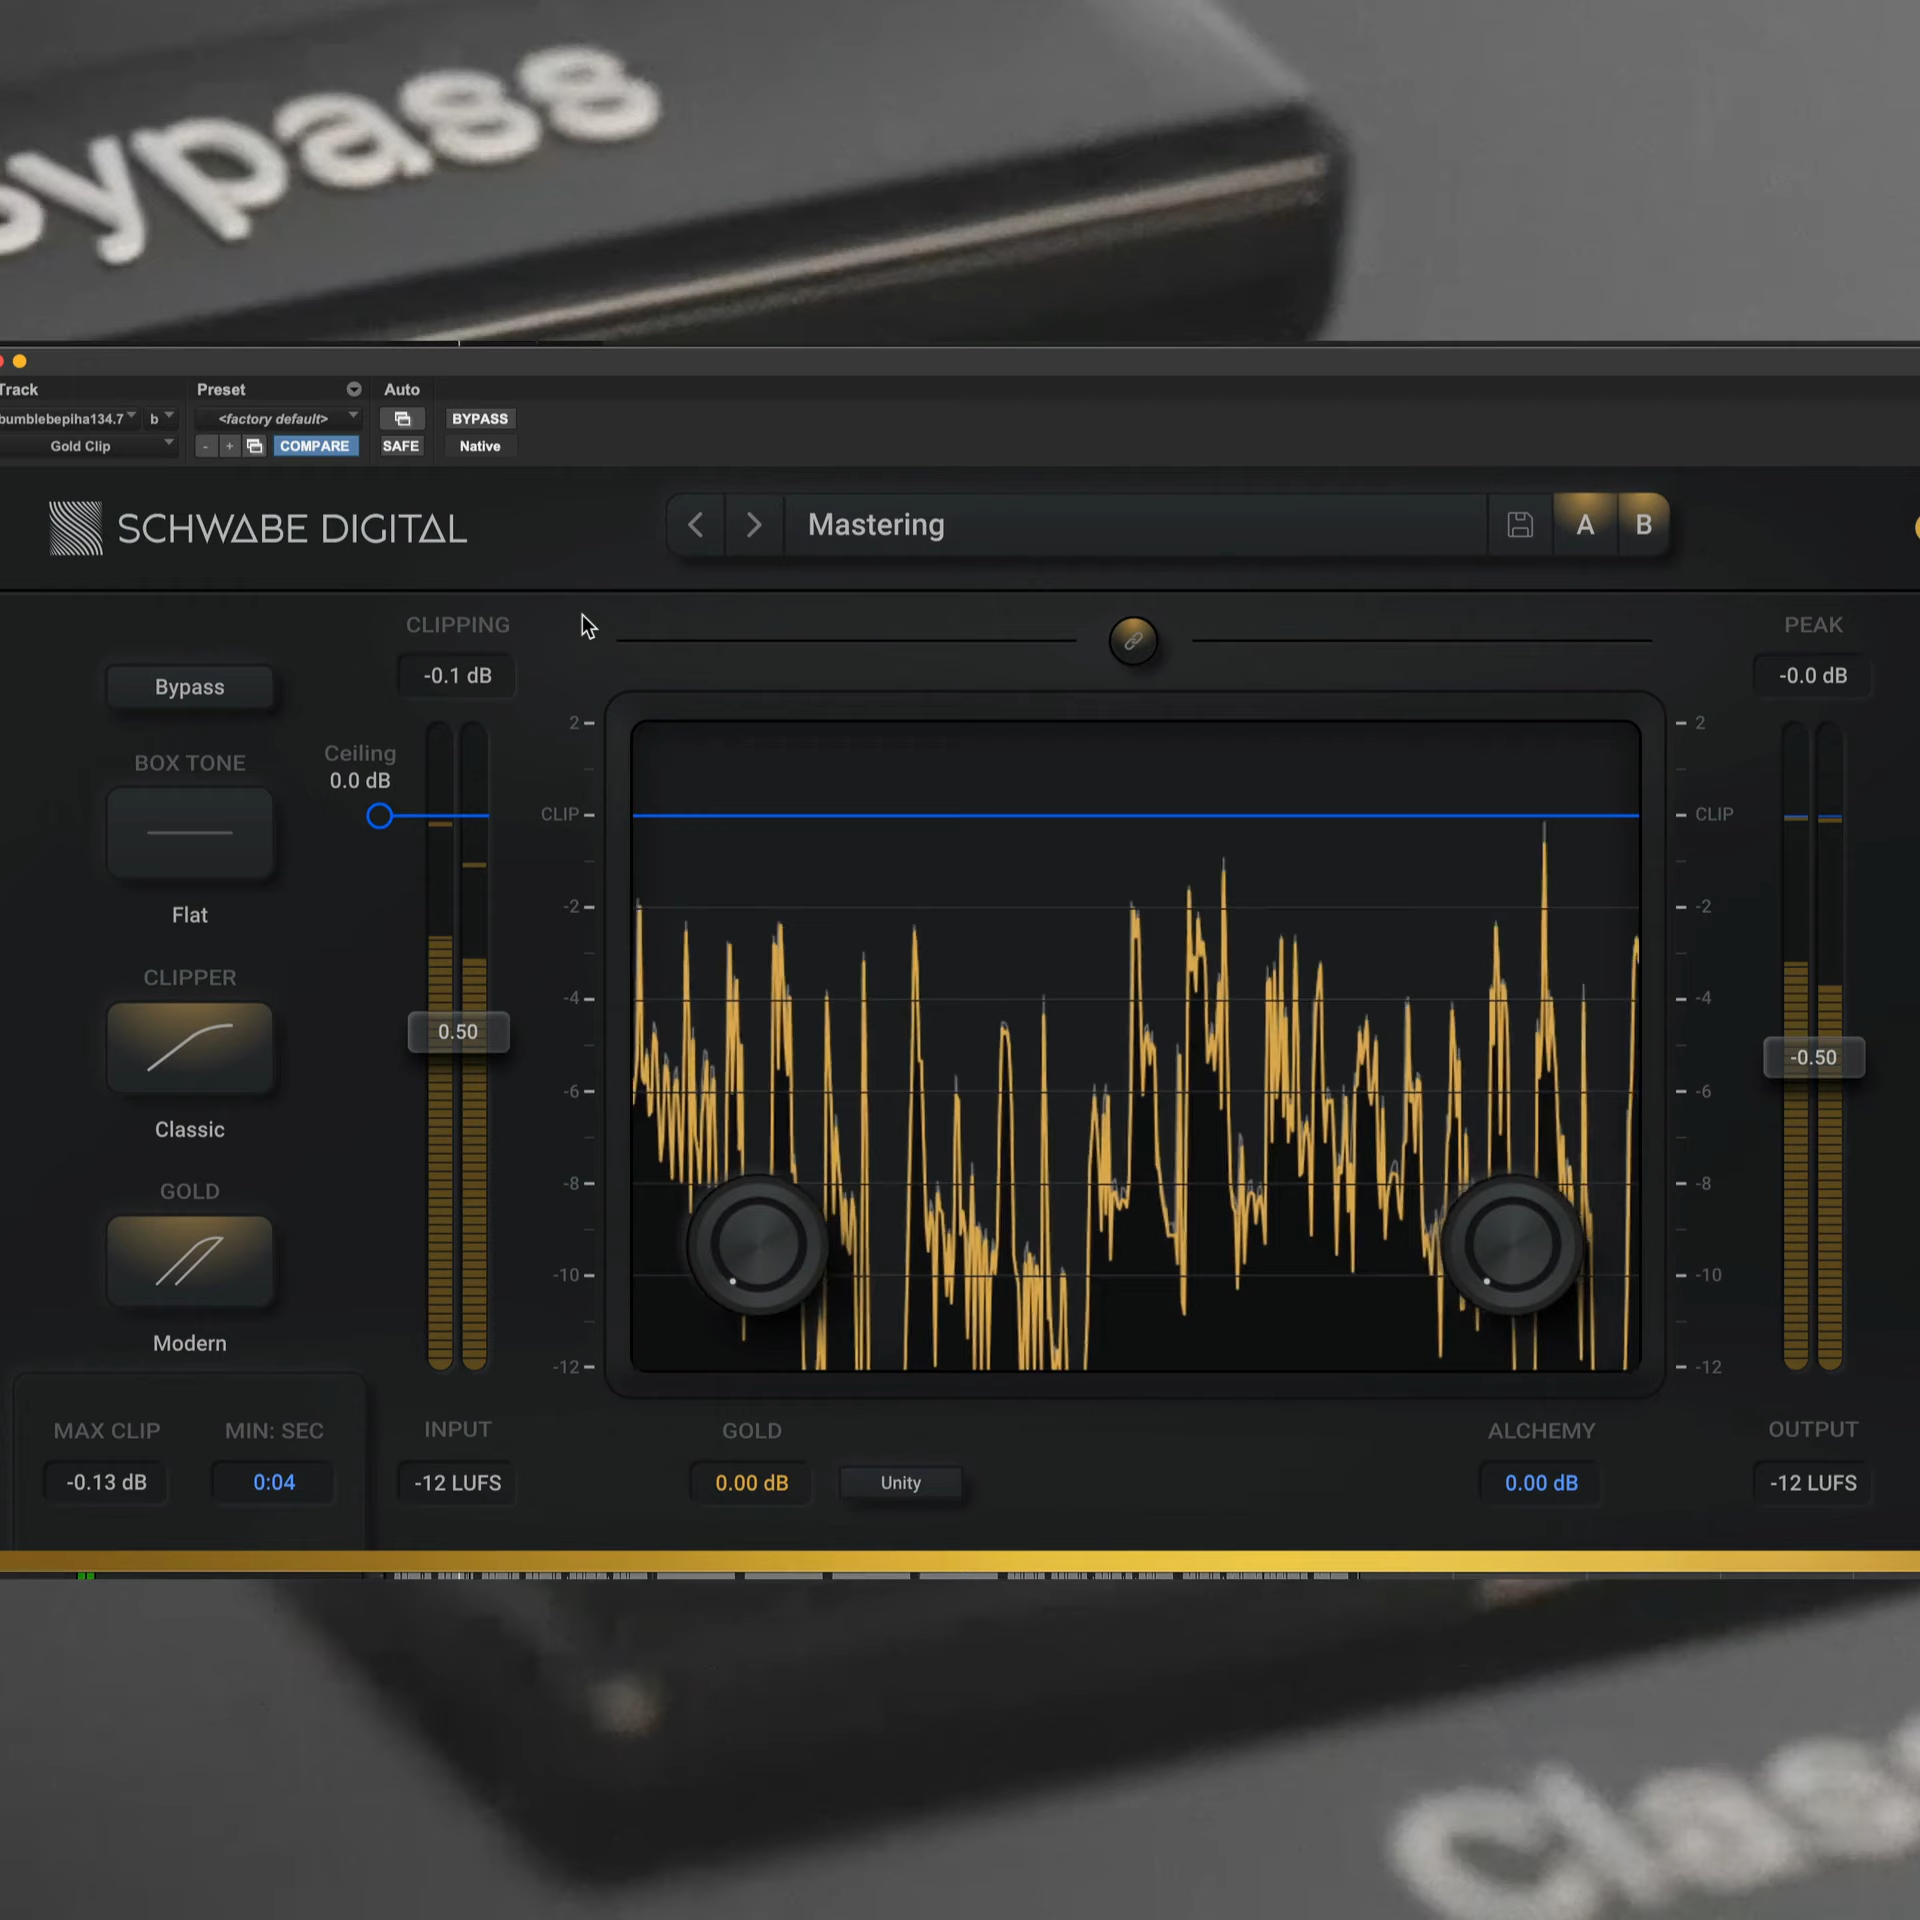 ypass
Track
Preset
Auto
bumblebepiha134.7
b
<factory default>
BYPASS
Gold Clip
-
+
COMPARE
SAFE
Native
SCHWABE DIGITAL
Mastering
A
B
CLIPPING
PEAK
-0.1 dB
-0.0 dB
Bypass
BOX TONE
Ceiling
0.0 dB
Flat
CLIPPER
Classic
GOLD
Modern
0.50
-0.50
2
CLIP
-2
-4
-6
-8
-10
-12
2
CLIP
-2
-4
-6
-8
-10
-12
MAX CLIP
MIN: SEC
INPUT
GOLD
ALCHEMY
OUTPUT
-0.13 dB
0:04
-12 LUFS
0.00 dB
Unity
0.00 dB
-12 LUFS
Clas